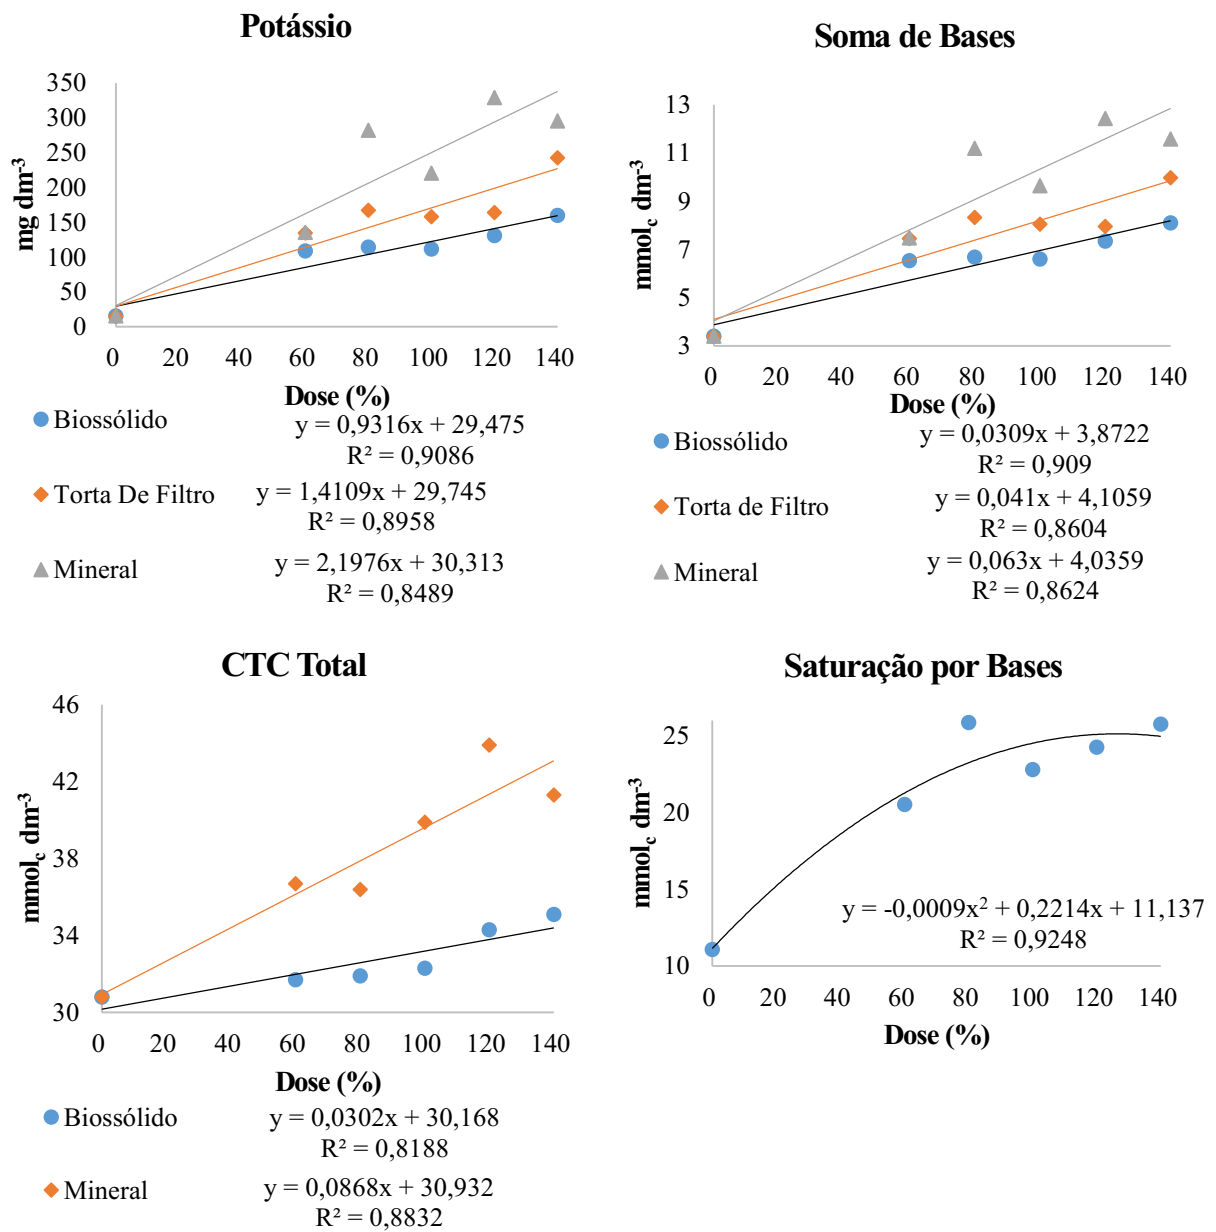 Potássio
350
300
250
200
150
100
50
0
mg dm-3
0 20 40 60 80 100 120 140
Dose (%)
Biossólido
y = 0,9316x + 29,475
R² = 0,9086
Torta De Filtro
y = 1,4109x + 29,745
R² = 0,8958
Mineral
y = 2,1976x + 30,313
R² = 0,8489
Soma de Bases
13
11
9
7
5
3
mmolc dm-3
0 20 40 60 80 100 120 140
Dose (%)
Biossólido
y = 0,0309x + 3,8722
R² = 0,909
Torta de Filtro
y = 0,041x + 4,1059
R² = 0,8604
Mineral
y = 0,063x + 4,0359
R² = 0,8624
CTC Total
46
42
38
34
30
mmolc dm-3
0 20 40 60 80 100 120 140
Dose (%)
Biossólido
y = 0,0302x + 30,168
R² = 0,8188
Mineral
y = 0,0868x + 30,932
R² = 0,8832
Saturação por Bases
25
20
15
10
mmolc dm-3
y = -0,0009x² + 0,2214x + 11,137
R² = 0,9248
0 20 40 60 80 100 120 140
Dose (%)